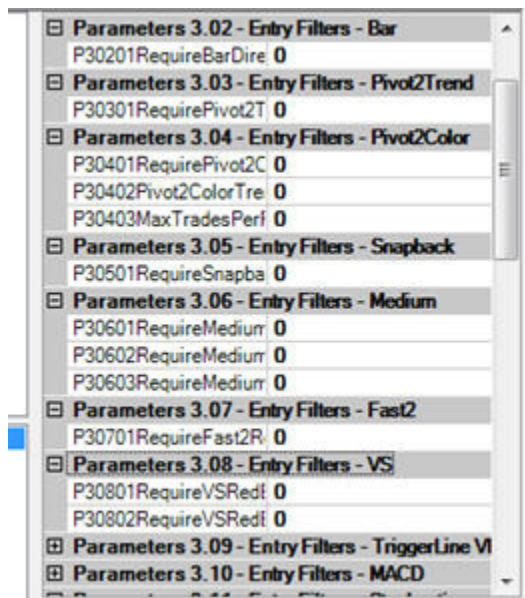 Parameters 3.02 - Entry Filters - Bar
P30201RequireBarDire 0
Parameters 3.03 - Entry Filters - Pivot2Trend
P30301RequirePivot2T 0
Parameters 3.04 - Entry Filters - Pivot2Color
P30401RequirePivot2C 0
P30402Pivot2ColorTre 0
P30403MaxTradesPerF 0
Parameters 3.05 - Entry Filters - Snapback
P30501RequireSnapba 0
Parameters 3.06 - Entry Filters - Medium
P30601RequireMedium 0
P30602RequireMedium 0
P30603RequireMedium 0
Parameters 3.07 - Entry Filters - Fast2
P30701RequireFast2R 0
Parameters 3.08 - Entry Filters - VS
P30801RequireVSRedE 0
P30802RequireVSRedE 0
Parameters 3.09 - Entry Filters - TriggerLine
Parameters 3.10 - Entry Filters - MACD